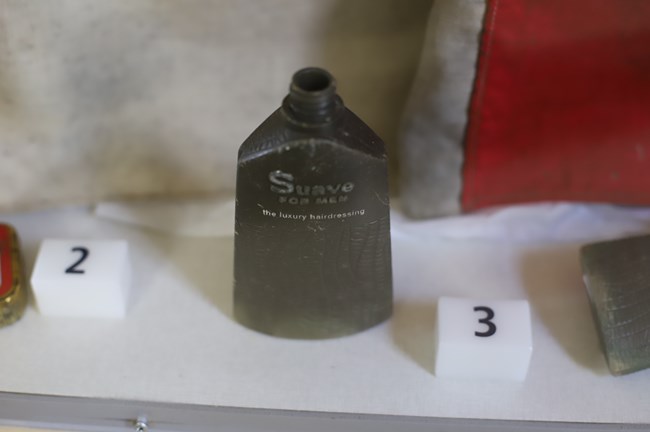 Suave
FOR MEN
the luxury hairdressing
2
3